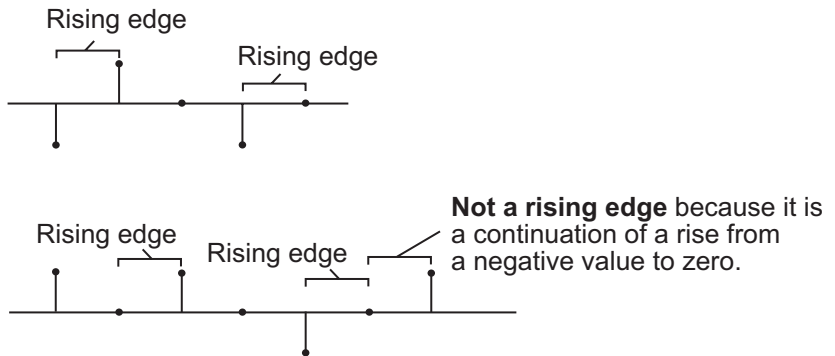 Rising edge
Rising edge
Not a rising edge because it is
a continuation of a rise from
a negative value to zero.
Rising edge
Rising edge